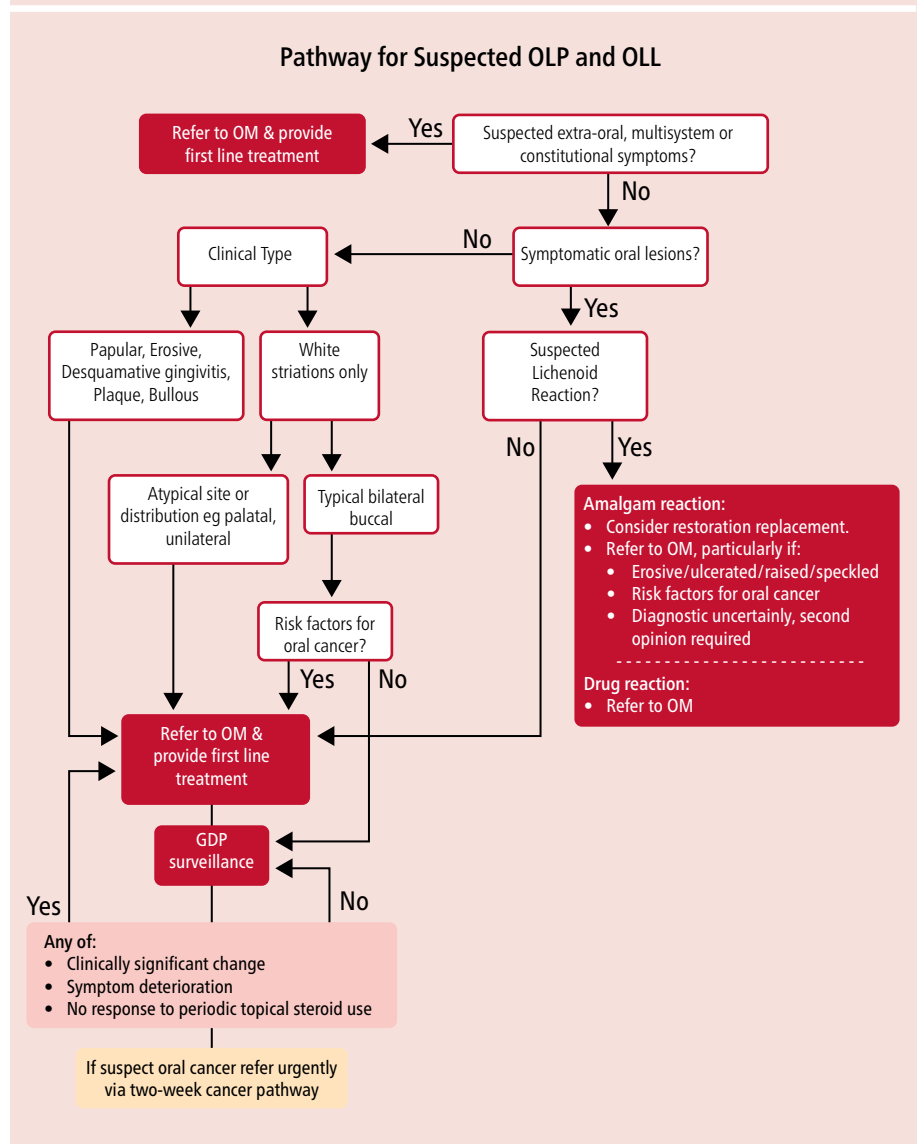 Pathway for Suspected OLP and OLL
Refer to OM & provide
first line treatment
Yes
Suspected extra-oral, multisystem or
constitutional symptoms?
No
Clinical Type
No
Symptomatic oral lesions?
Yes
Papular, Erosive,
Desquamative gingivitis,
Plaque, Bullous
White
striations only
Suspected
Lichenoid
Reaction?
No
Yes
Atypical site or
distribution eg palatal,
unilateral
Typical bilateral
buccal
Amalgam reaction:
• Consider restoration replacement.
• Refer to OM, particularly if:
• Erosive/ulcerated/raised/speckled
• Risk factors for oral cancer
• Diagnostic uncertainly, second
opinion required
Drug reaction:
• Refer to OM
Risk factors for
oral cancer?
Yes
No
Refer to OM &
provide first line
treatment
GDP
surveillance
Yes
No
Any of:
• Clinically significant change
• Symptom deterioration
• No response to periodic topical steroid use
If suspect oral cancer refer urgently
via two-week cancer pathway